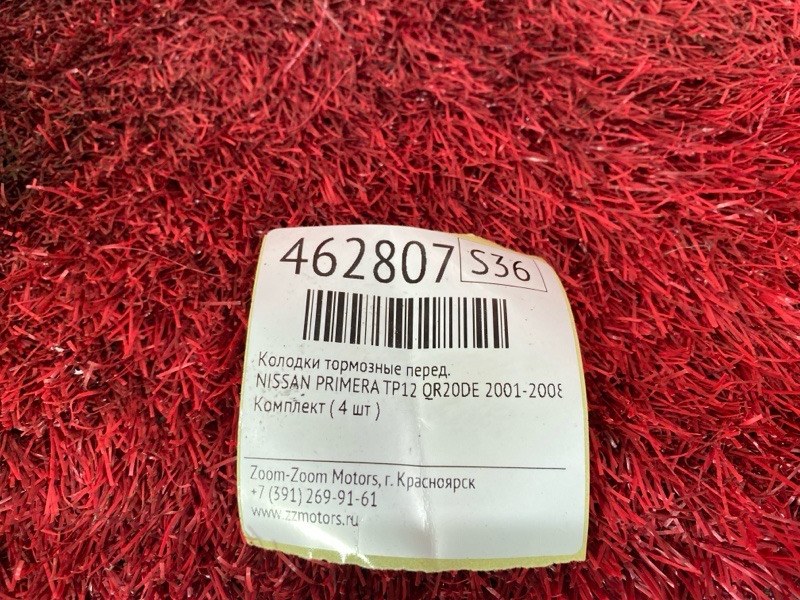 462807 S36
Колодки тормозные перед.
NISSAN PRIMERA TP12 QR20DE 2001-2008
Комплект ( 4 шт )
Zoom-Zoom Motors, г. Красноярск
+7 (391) 269-91-61
www.zzmotors.ru